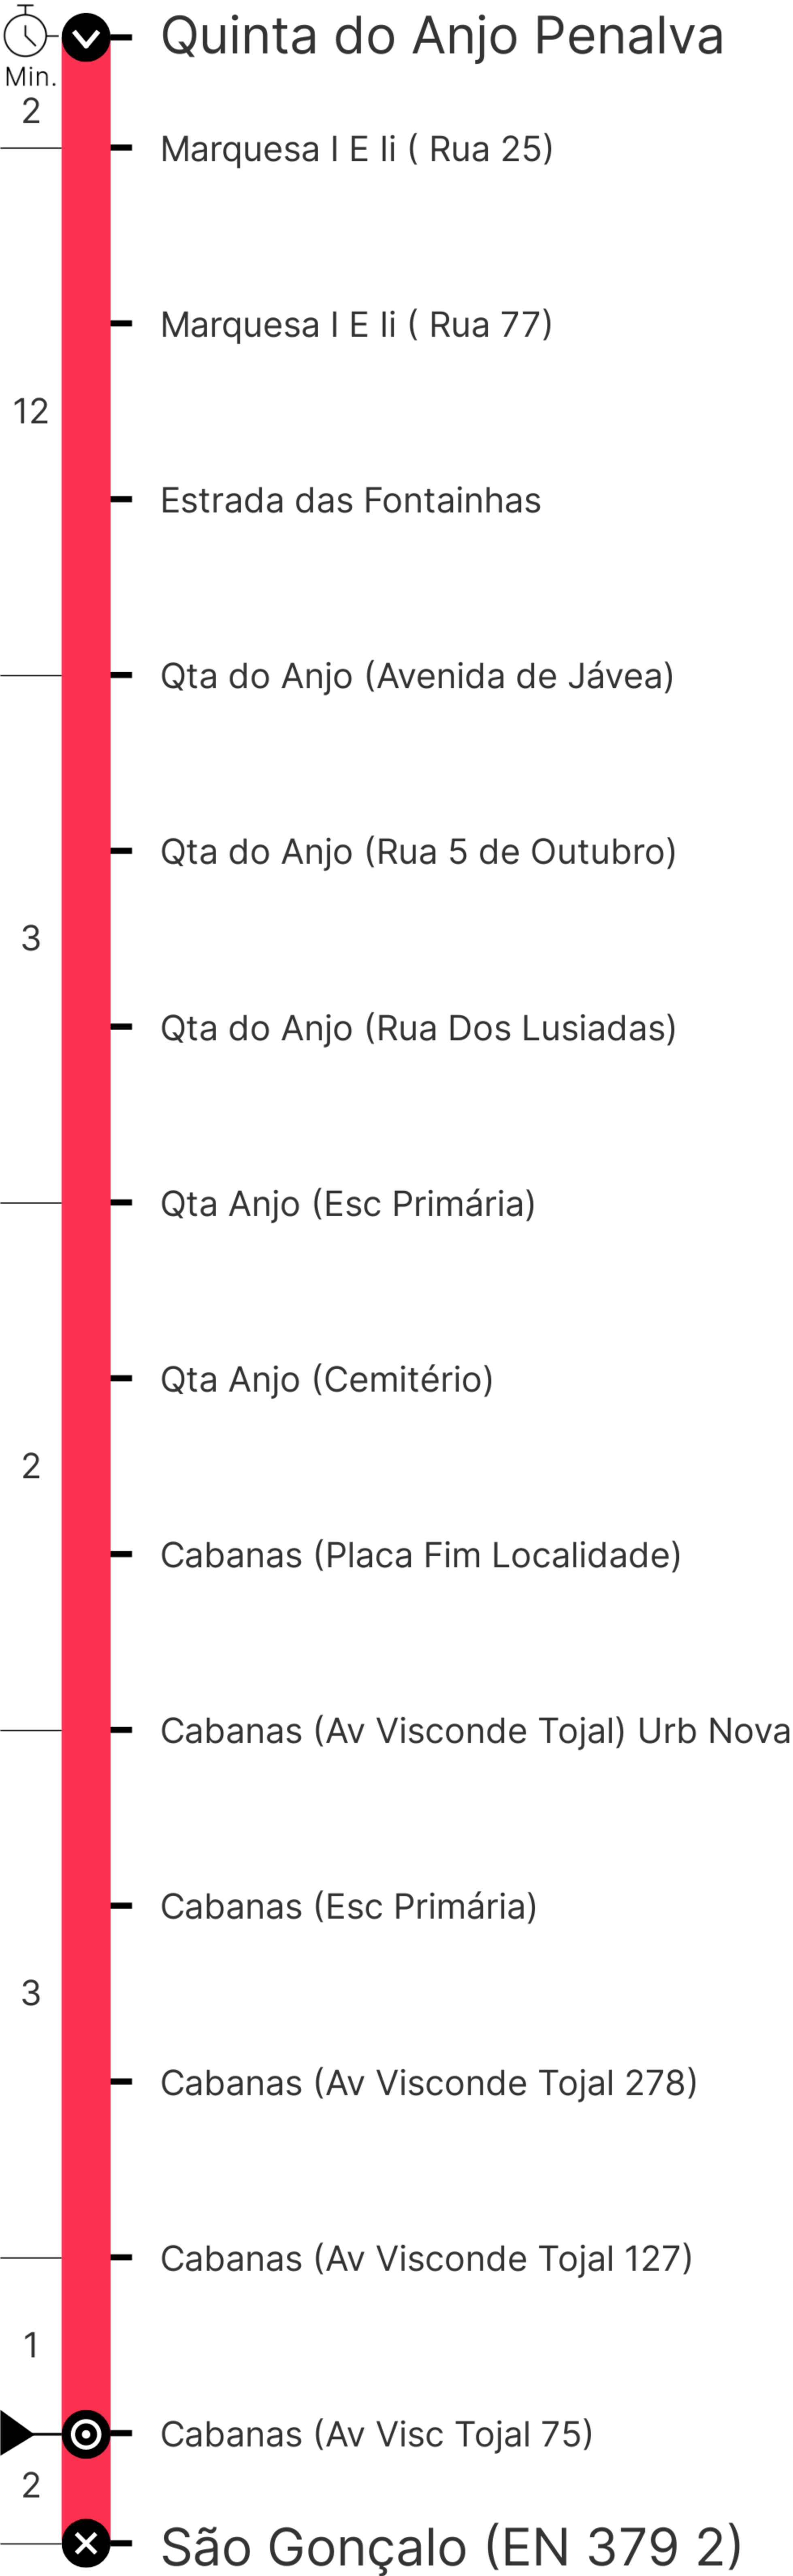 Quinta do Anjo Penalva
Min.
2
Marquesa I E Ii ( Rua 25)
Marquesa I E Ii ( Rua 77)
12
Estrada das Fontainhas
Qta do Anjo (Avenida de Jávea)
Qta do Anjo (Rua 5 de Outubro)
3
Qta do Anjo (Rua Dos Lusiadas)
Qta Anjo (Esc Primária)
Qta Anjo (Cemitério)
2
Cabanas (Placa Fim Localidade)
Cabanas (Av Visconde Tojal) Urb Nova
Cabanas (Esc Primária)
3
Cabanas (Av Visconde Tojal 278)
Cabanas (Av Visconde Tojal 127)
1
Cabanas (Av Visc Tojal 75)
2
São Gonçalo (EN 379 2)